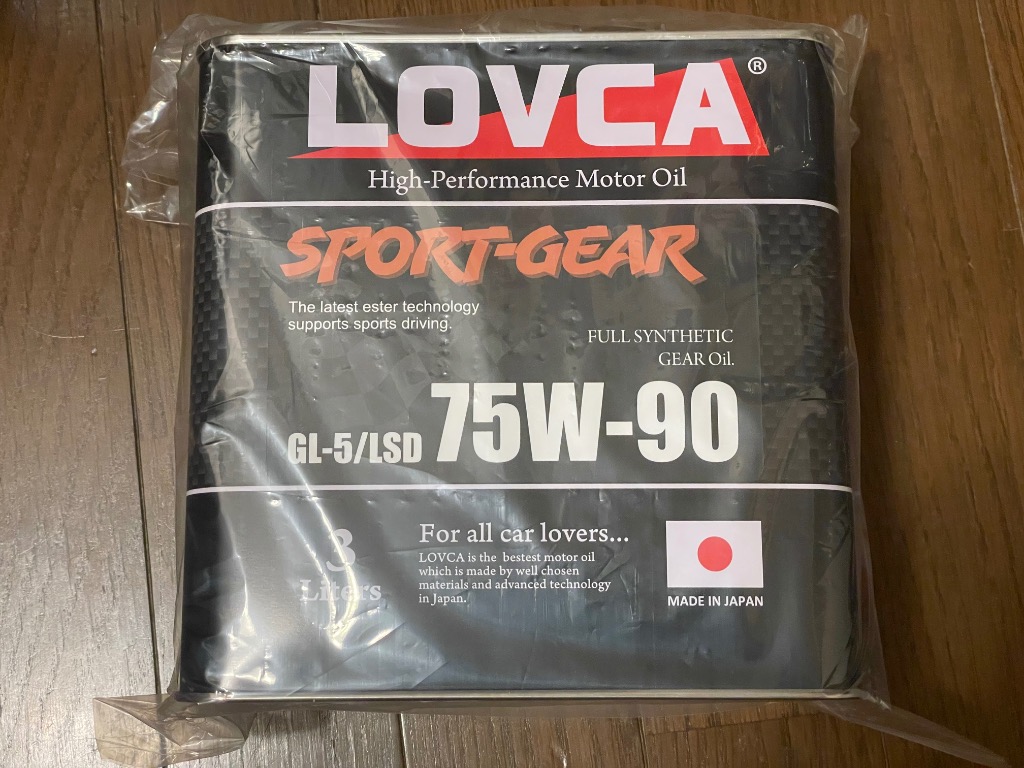 LOVCA®
High-Performance Motor Oil
SPORT-GEAR
The latest ester technology
supports sports driving.
FULL SYNTHETIC
GEAR Oil.
GL-5/LSD 75W-90
3
Liters
For all car lovers...
LOVCA is the bestest motor oil
which is made by well chosen
materials and advanced technology
in Japan.
MADE IN JAPAN